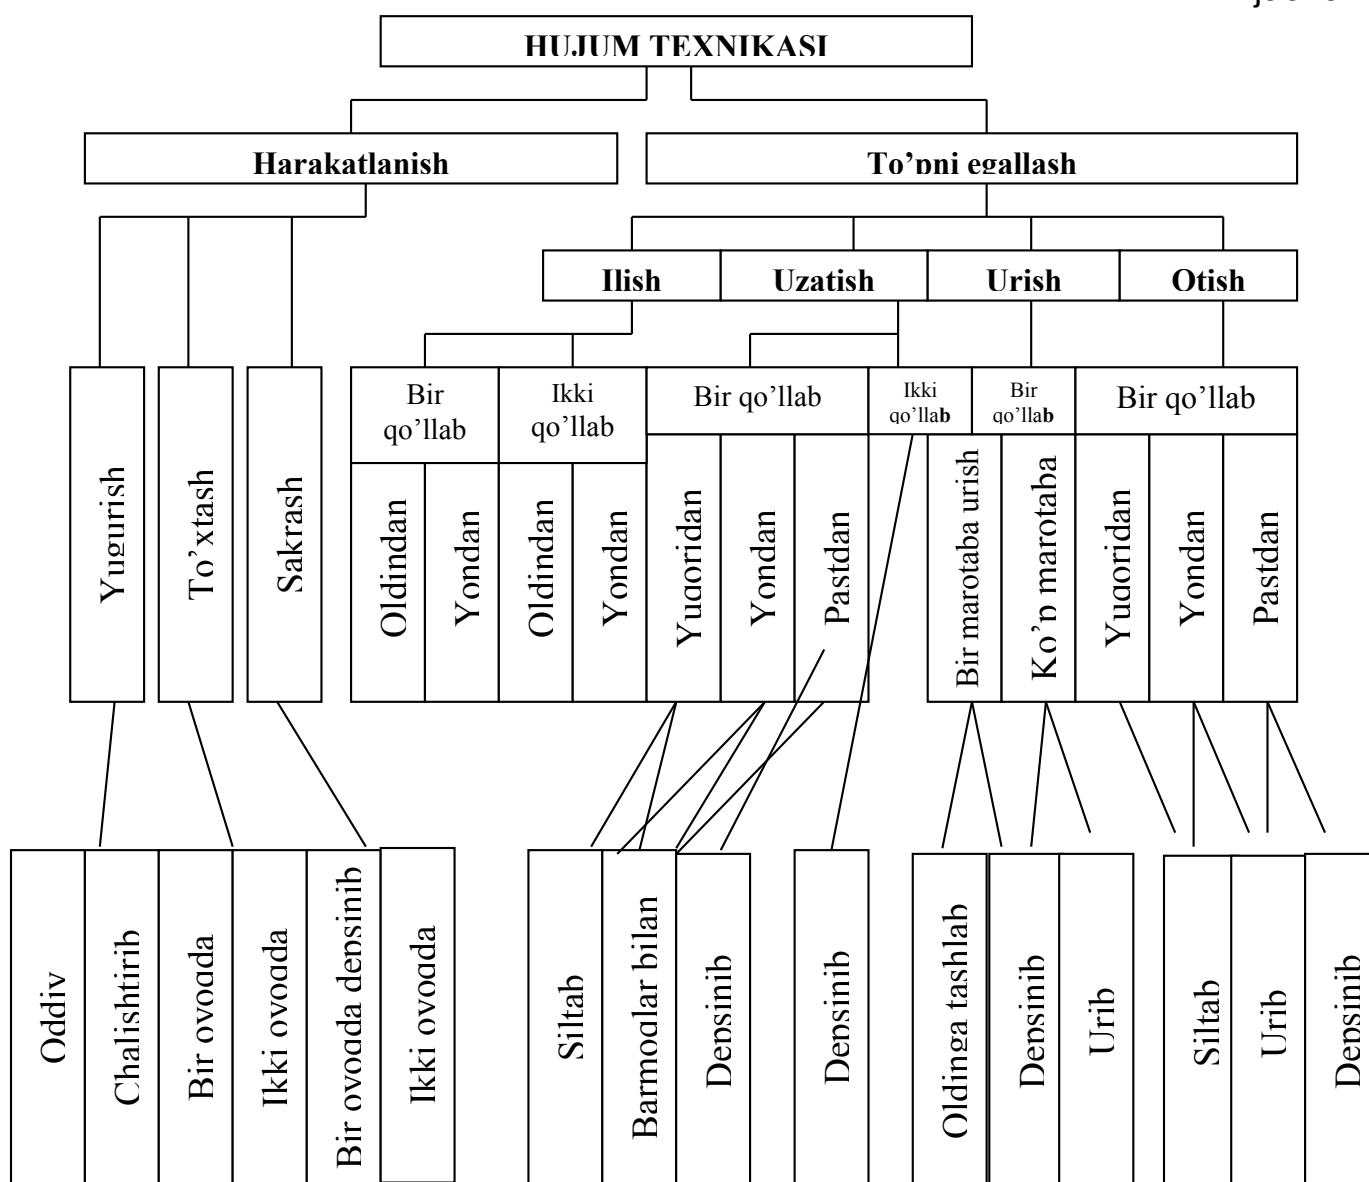 HUJUM TEXNIKASI
Harakatlanish
To’pni egallash
Ilish
Uzatish
Urish
Otish
Bir
qo’llab
Ikki
qo’llab
Bir qo’llab
Ikki
qo’llab
Bir
qo’llab
Bir qo’llab
Yugurish
To’xtash
Sakrash
Oldindan
Yondan
Oldindan
Yondan
Yuqoridan
Yondan
Pastdan
Bir marotaba urish
Ko’p marotaba
Yuqoridan
Yondan
Pastdan
Oddiy
Chalishtirib
Bir oyoqda
Ikki oyoqda
Bir oyoqda depsinib
Ikki oyoqda
Siltab
Barmoqlar bilan
Depsinib
Depsinib
Oldinga tashlab
Depsinib
Urib
Siltab
Urib
Depsinib